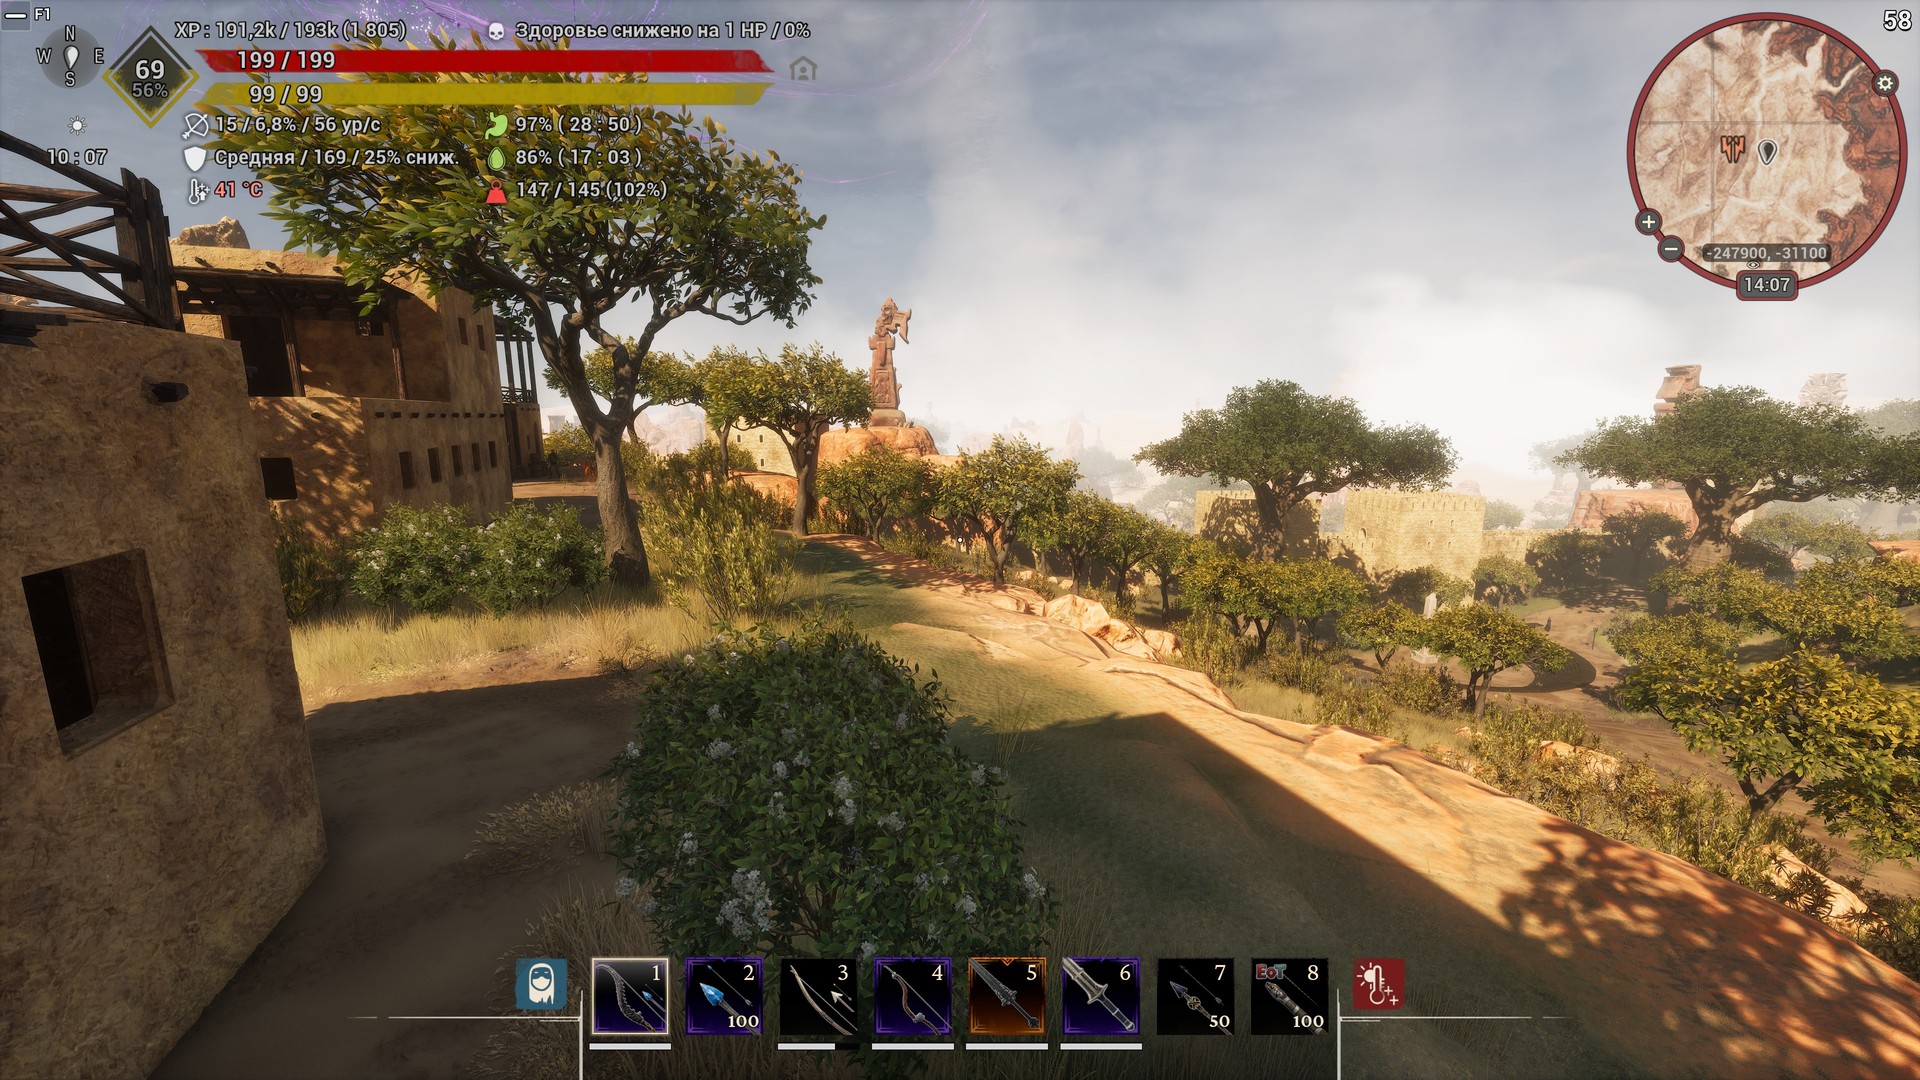 F1
58
N
W E
S
XP: 191,2k / 193k (1 805)
Здоровье снижено на 1 HP / 0%
199 / 199
69
56%
99 / 99
15 / 6,8% / 56 ур/с
97% ( 28 : 50 )
10 : 07
Средняя / 169 / 25% сниж.
86% ( 17 : 03 )
41 °C
147 / 145 (102%)
-247900, -31100
14:07
1
2
100
3
4
5
6
7
50
EoT 8
100